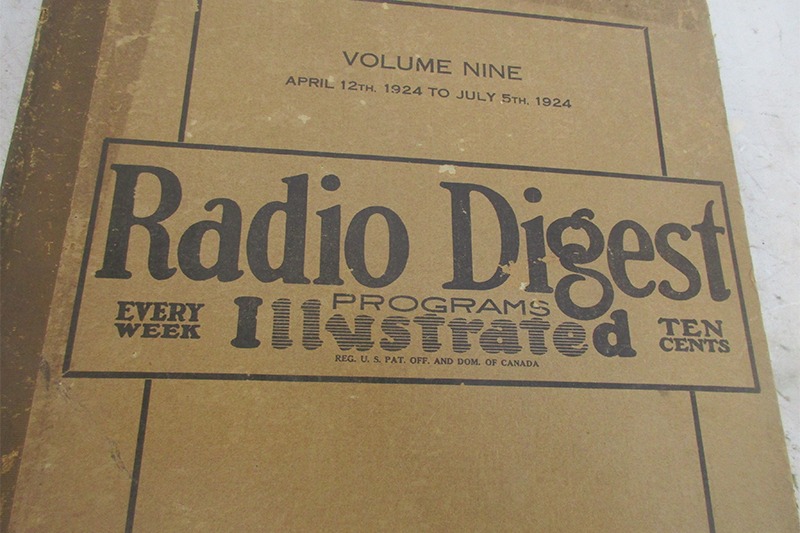 VOLUME NINE
APRIL 12TH. 1924 TO JULY 5TH. 1924
Radio Digest
PROGRAMS
EVERY WEEK
Illustrated
TEN CENTS
REG. U. S. PAT. OFF. AND DOM. OF CANADA